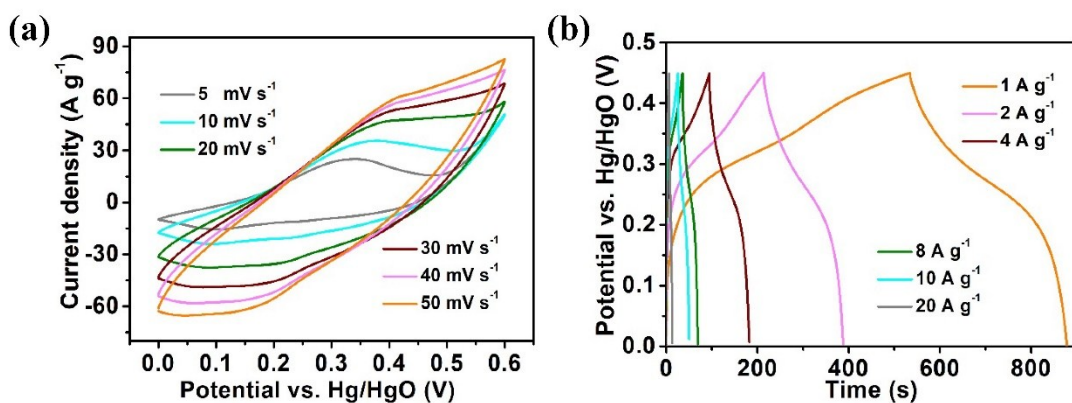 (a)
Current density (A g⁻¹)
90
60
30
0
-30
-60
5 mV s⁻¹
10 mV s⁻¹
20 mV s⁻¹
30 mV s⁻¹
40 mV s⁻¹
50 mV s⁻¹
0.0 0.1 0.2 0.3 0.4 0.5 0.6
Potential vs. Hg/HgO (V)
(b)
Potential vs. Hg/HgO (V)
0.5
0.4
0.3
0.2
0.1
0.0
1 A g⁻¹
2 A g⁻¹
4 A g⁻¹
8 A g⁻¹
10 A g⁻¹
20 A g⁻¹
0 200 400 600 800
Time (s)